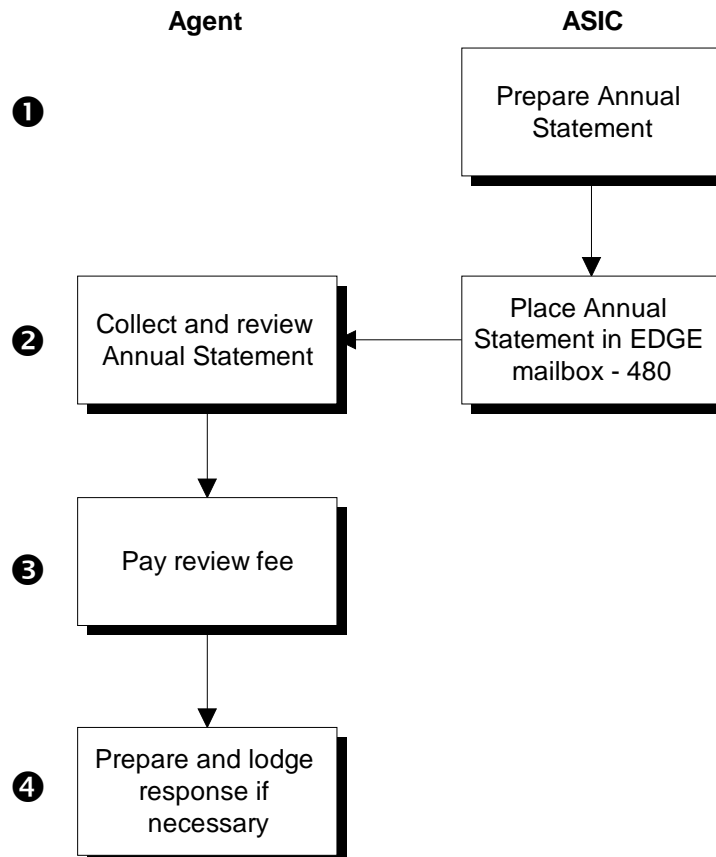 Agent
ASIC
❶
Prepare Annual
Statement
❷
Collect and review
Annual Statement
Place Annual
Statement in EDGE
mailbox - 480
❸
Pay review fee
❹
Prepare and lodge
response if
necessary